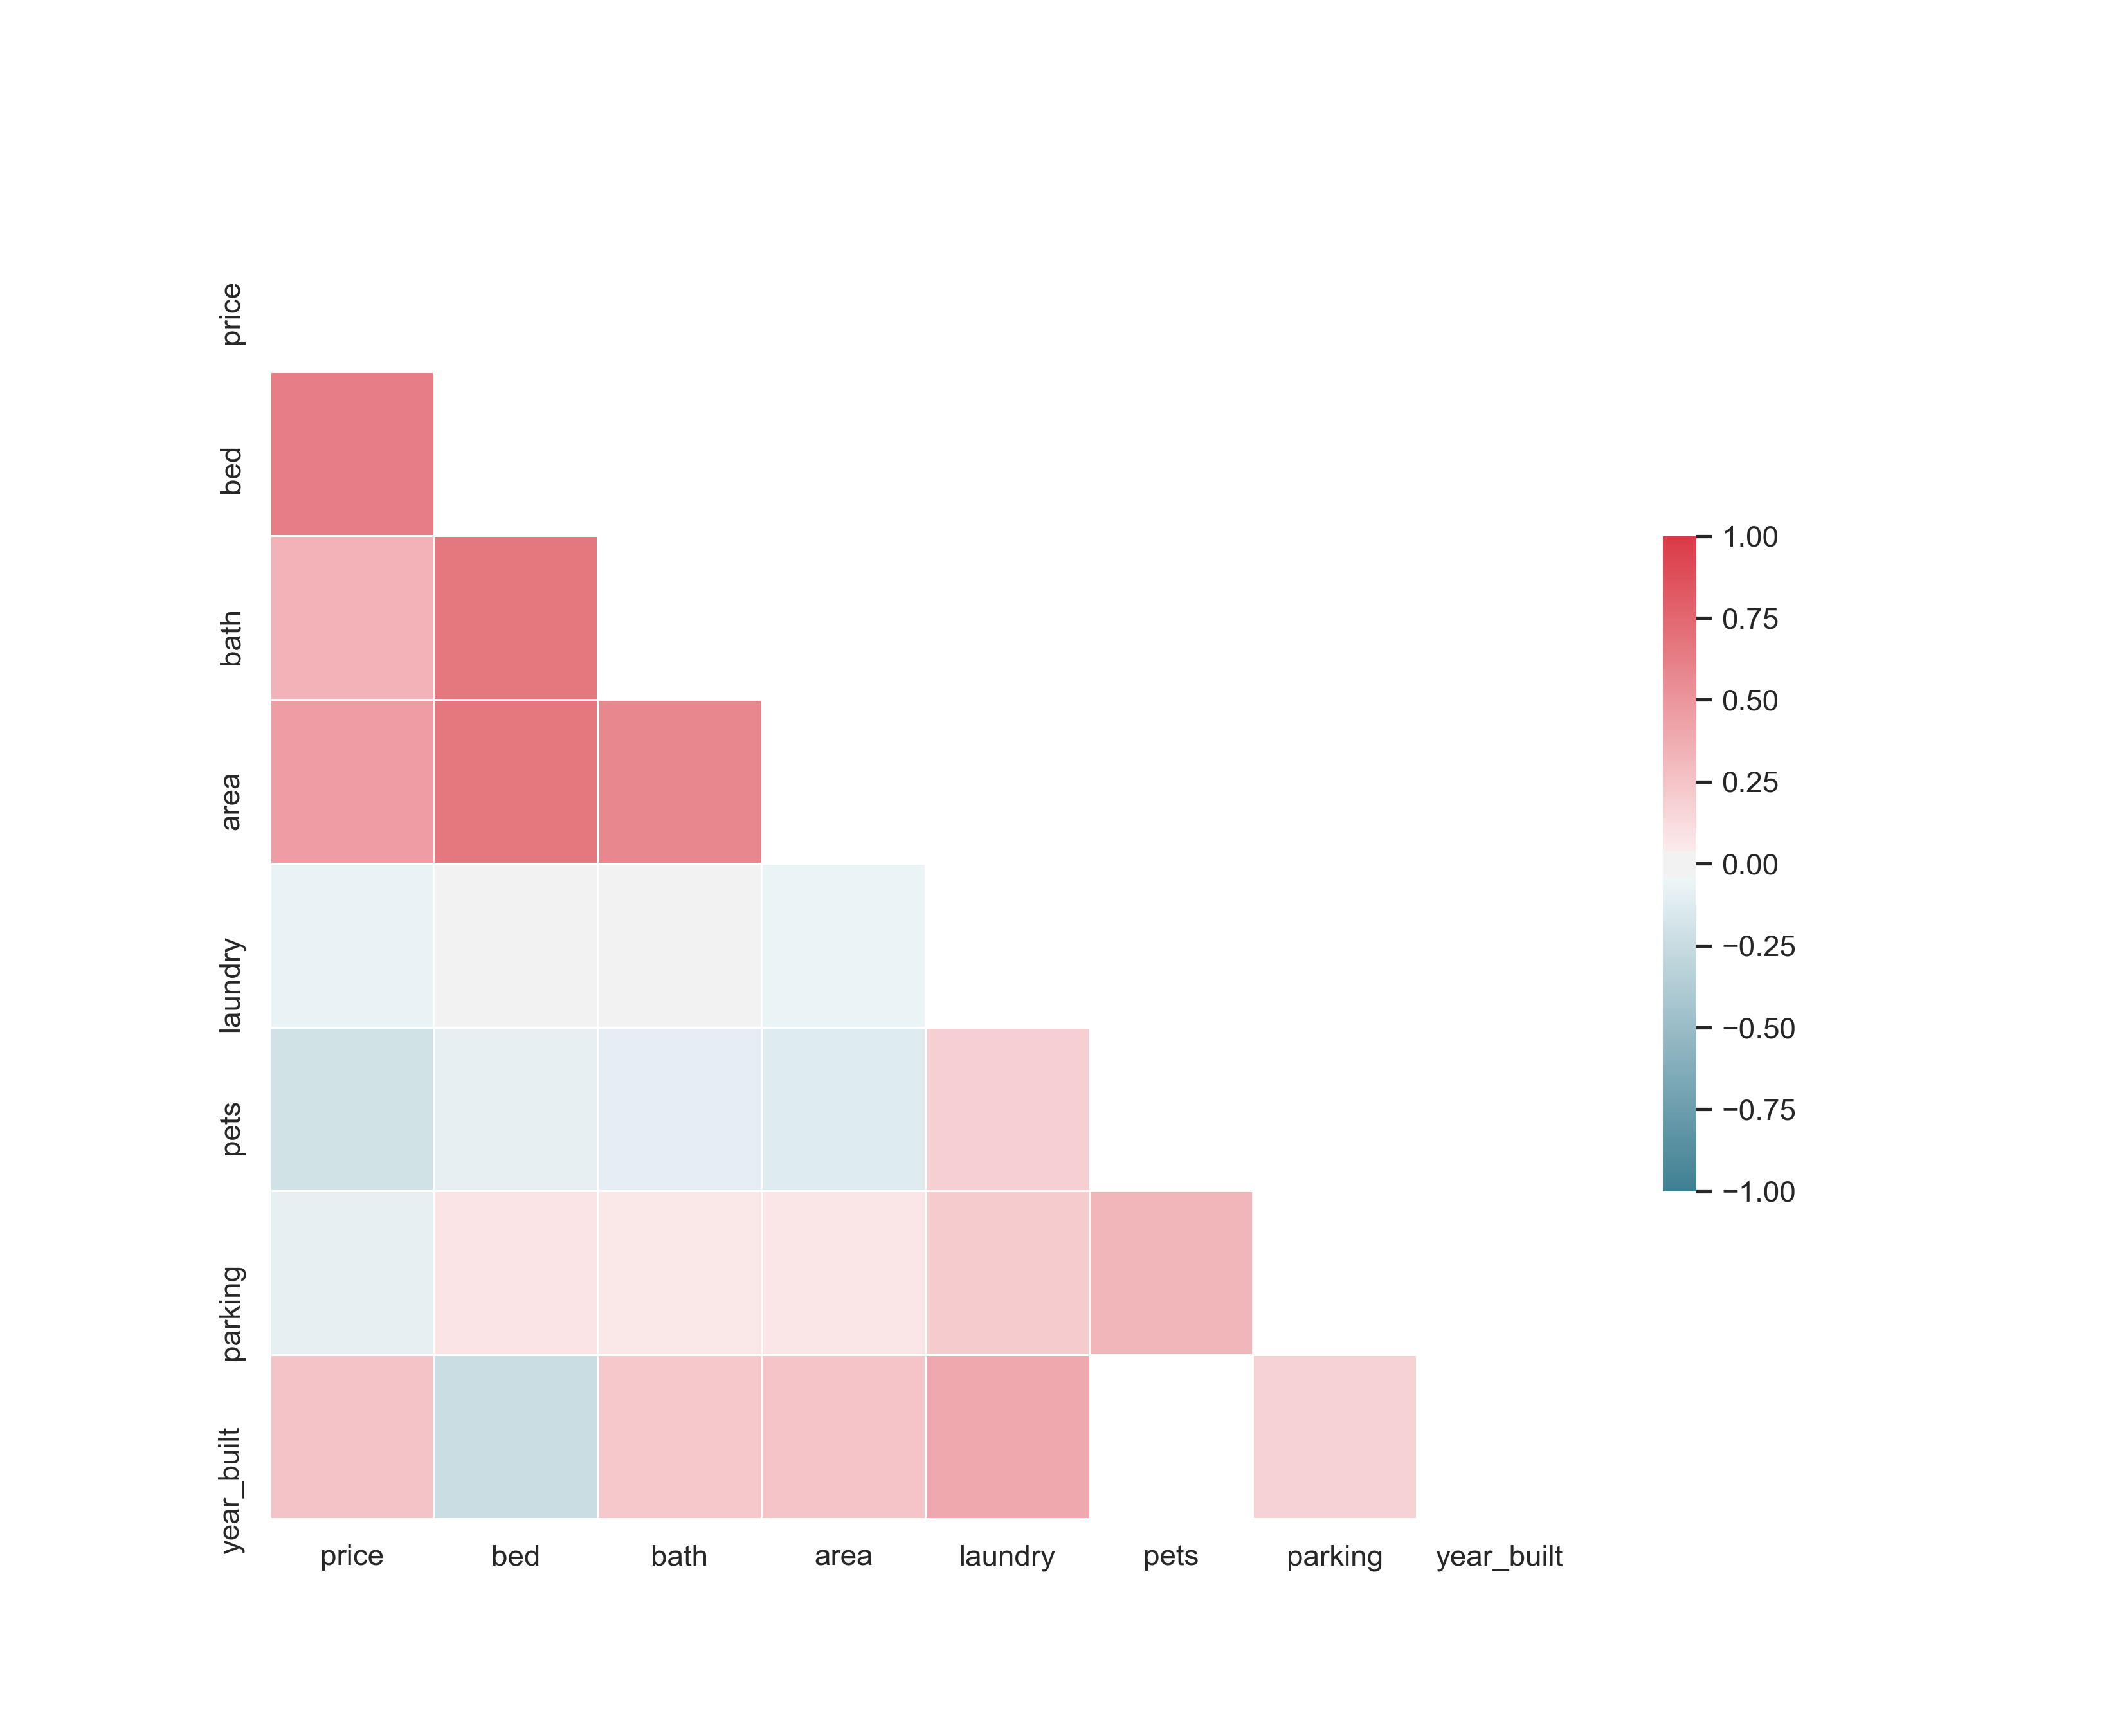 price
bed
bath
area
laundry
pets
parking
year_built
price bed bath area laundry pets parking year_built
1.00
0.75
0.50
0.25
0.00
−0.25
−0.50
−0.75
−1.00